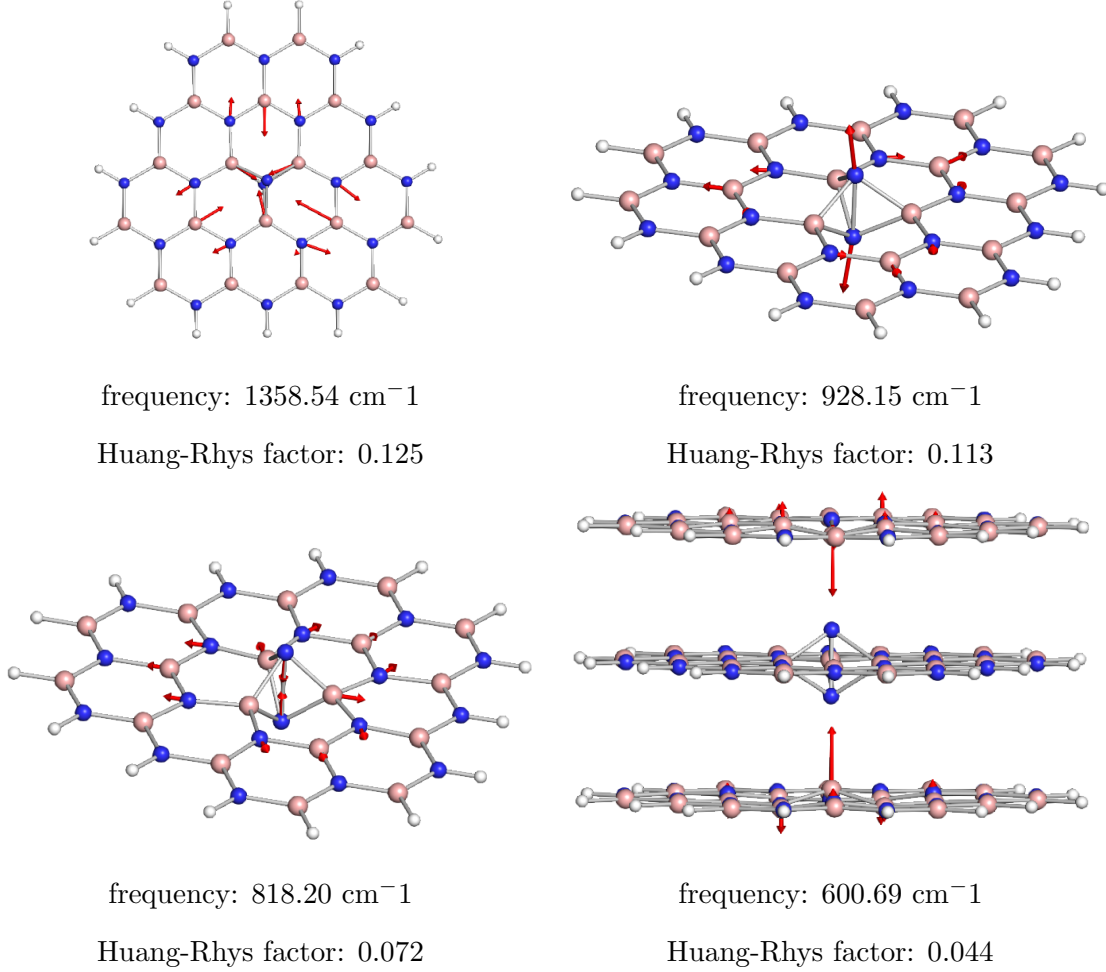 frequency: 1358.54 cm−1
Huang-Rhys factor: 0.125
frequency: 928.15 cm−1
Huang-Rhys factor: 0.113
frequency: 818.20 cm−1
Huang-Rhys factor: 0.072
frequency: 600.69 cm−1
Huang-Rhys factor: 0.044